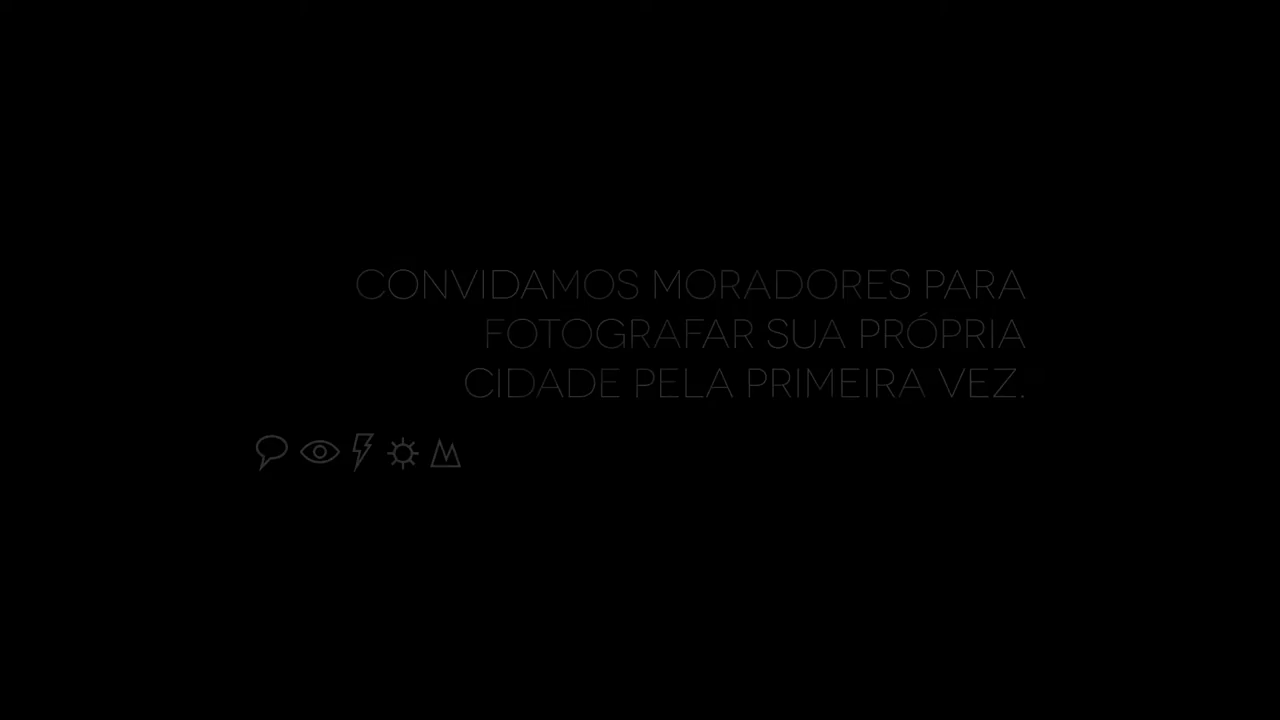 CONVIDAMOS MORADORES PARA
FOTOGRAFAR SUA PRÓPRIA
CIDADE PELA PRIMEIRA VEZ.